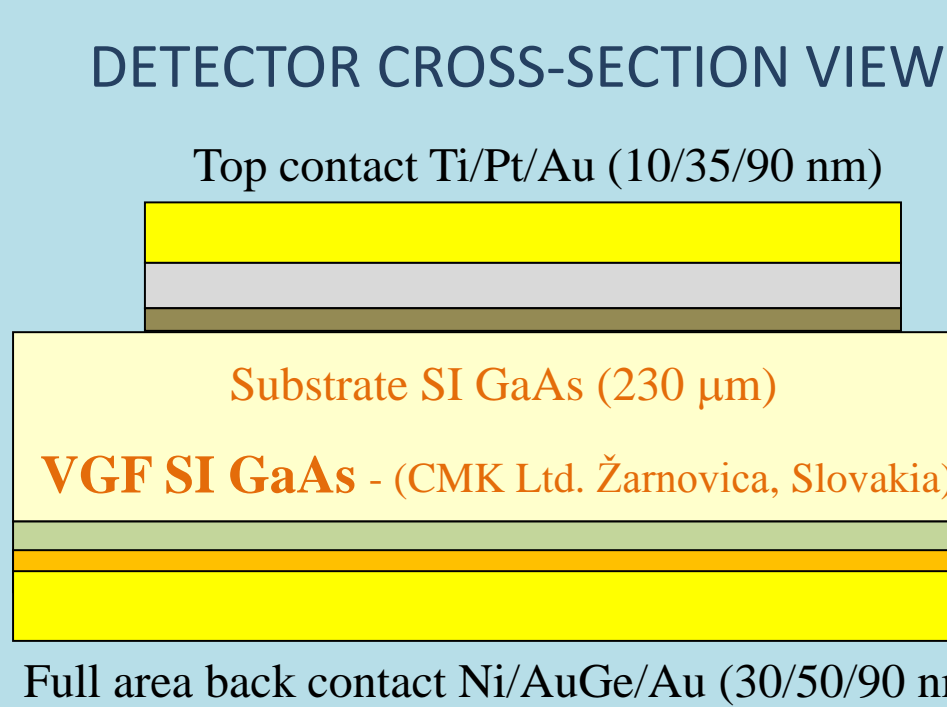 DETECTOR CROSS-SECTION VIEW
Top contact Ti/Pt/Au (10/35/90 nm)
Substrate SI GaAs (230 μm)
VGF SI GaAs - (CMK Ltd. Žarnovica, Slovakia)
Full area back contact Ni/AuGe/Au (30/50/90